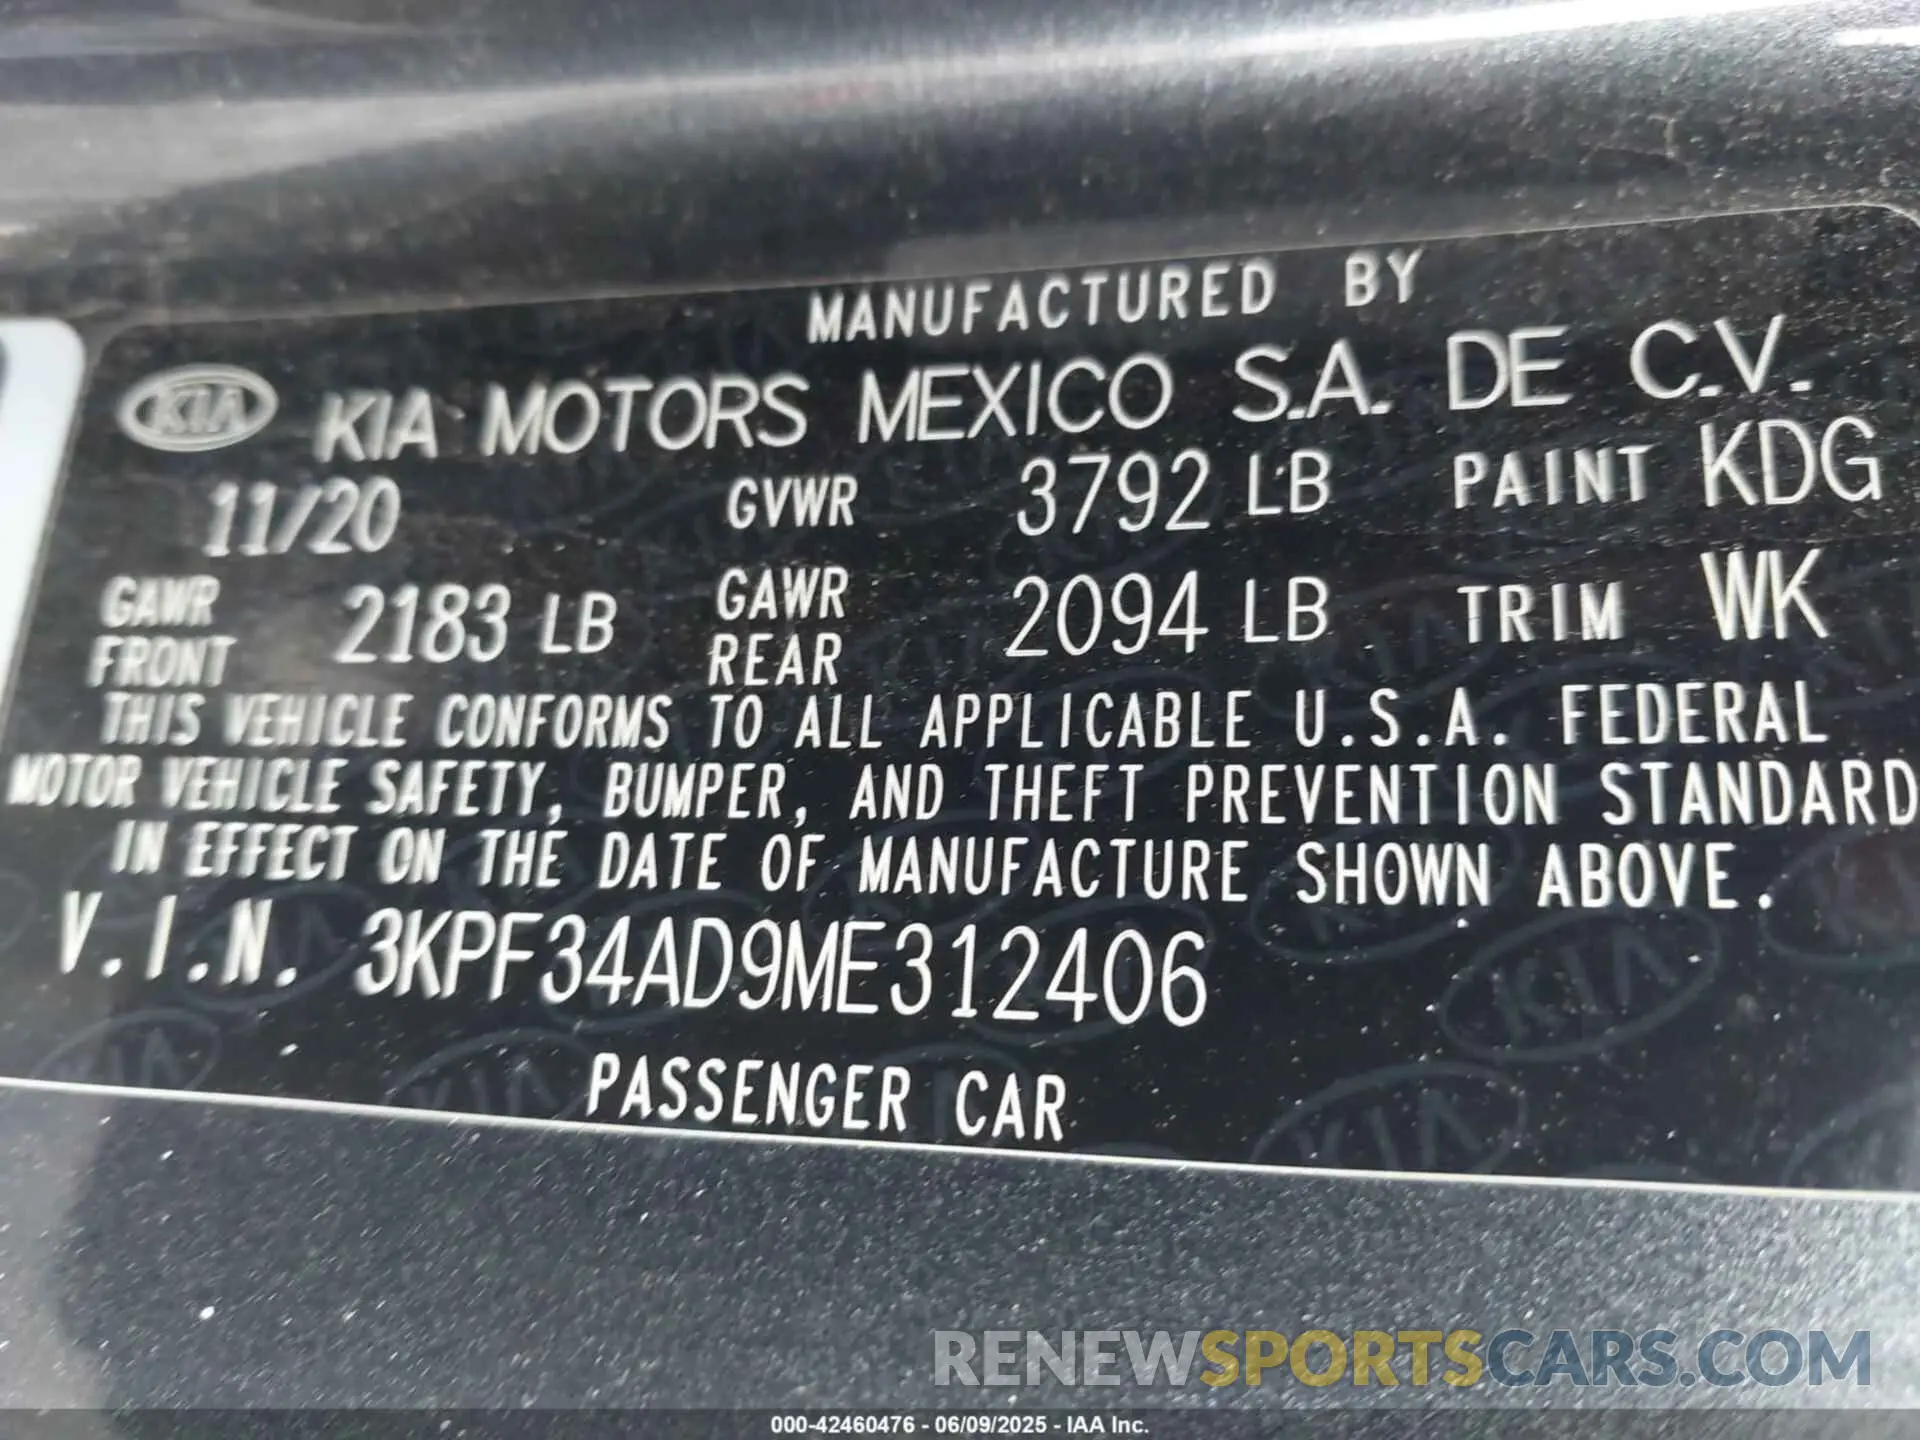 MANUFACTURED BY
KIA KIA MOTORS MEXICO S.A. DE C.V.
11/20 GVWR 3792 LB PAINT KDG
GAWR FRONT 2183 LB GAWR REAR 2094 LB TRIM WK
THIS VEHICLE CONFORMS TO ALL APPLICABLE U.S.A. FEDERAL
MOTOR VEHICLE SAFETY, BUMPER, AND THEFT PREVENTION STANDARD
IN EFFECT ON THE DATE OF MANUFACTURE SHOWN ABOVE.
V.I.N. 3KPF34AD9ME312406
PASSENGER CAR
RENEWSPORTSCARS.COM
000-42460476 - 06/09/2025 - IAA Inc.